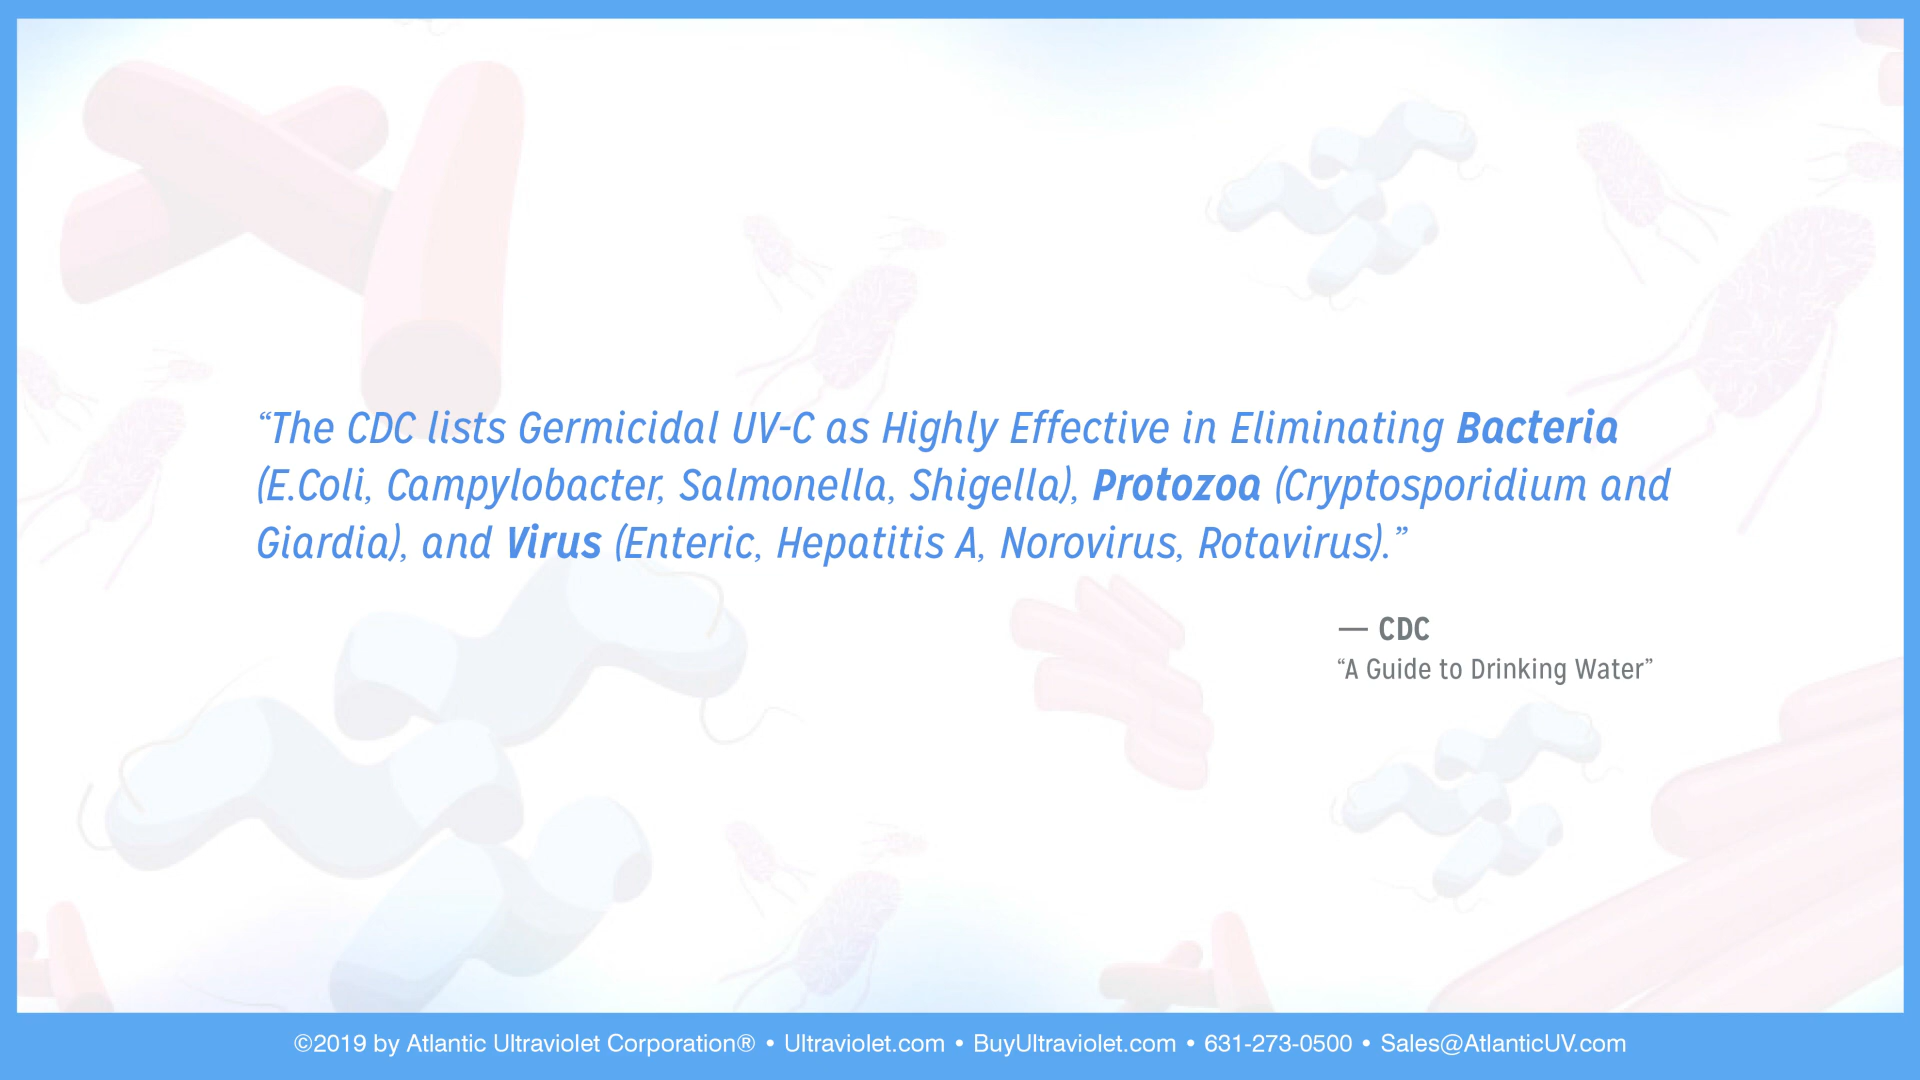 “The CDC lists Germicidal UV-C as Highly Effective in Eliminating Bacteria
(E.Coli, Campylobacter, Salmonella, Shigella), Protozoa (Cryptosporidium and
Giardia), and Virus (Enteric, Hepatitis A, Norovirus, Rotavirus).”
— CDC
“A Guide to Drinking Water”
©2019 by Atlantic Ultraviolet Corporation® • Ultraviolet.com • BuyUltraviolet.com • 631-273-0500 • Sales@AtlanticUV.com